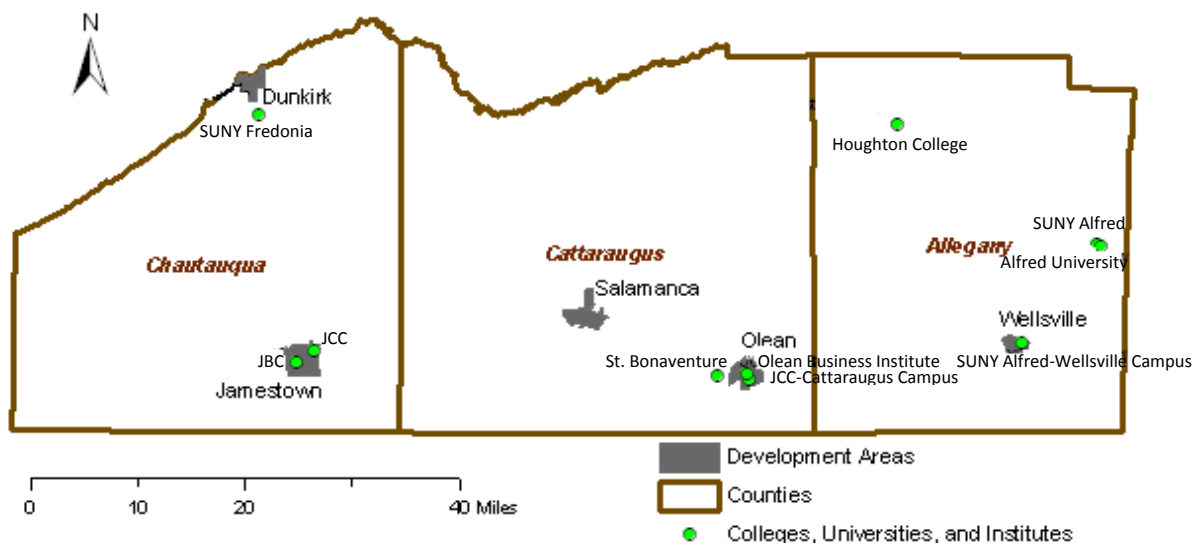 N
Dunkirk
SUNY Fredonia
Houghton College
SUNY Alfred
Alfred University
Chautauqua
Cattaraugus
Allegany
Salamanca
Wellsville
JCC
JBC
Jamestown
Olean
St. Bonaventure
Olean Business Institute
SUNY Alfred-Wellsville Campus
JCC-Cattaraugus Campus
Development Areas
Counties
Colleges, Universities, and Institutes
0 10 20 40 Miles